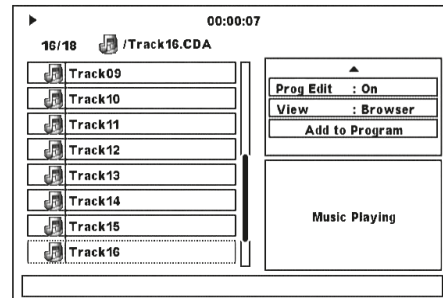 00:00:07
16/18 /Track16.CDA
Track09
Track10
Track11
Track12
Track13
Track14
Track15
Track16
Prog Edit : On
View : Browser
Add to Program
Music Playing